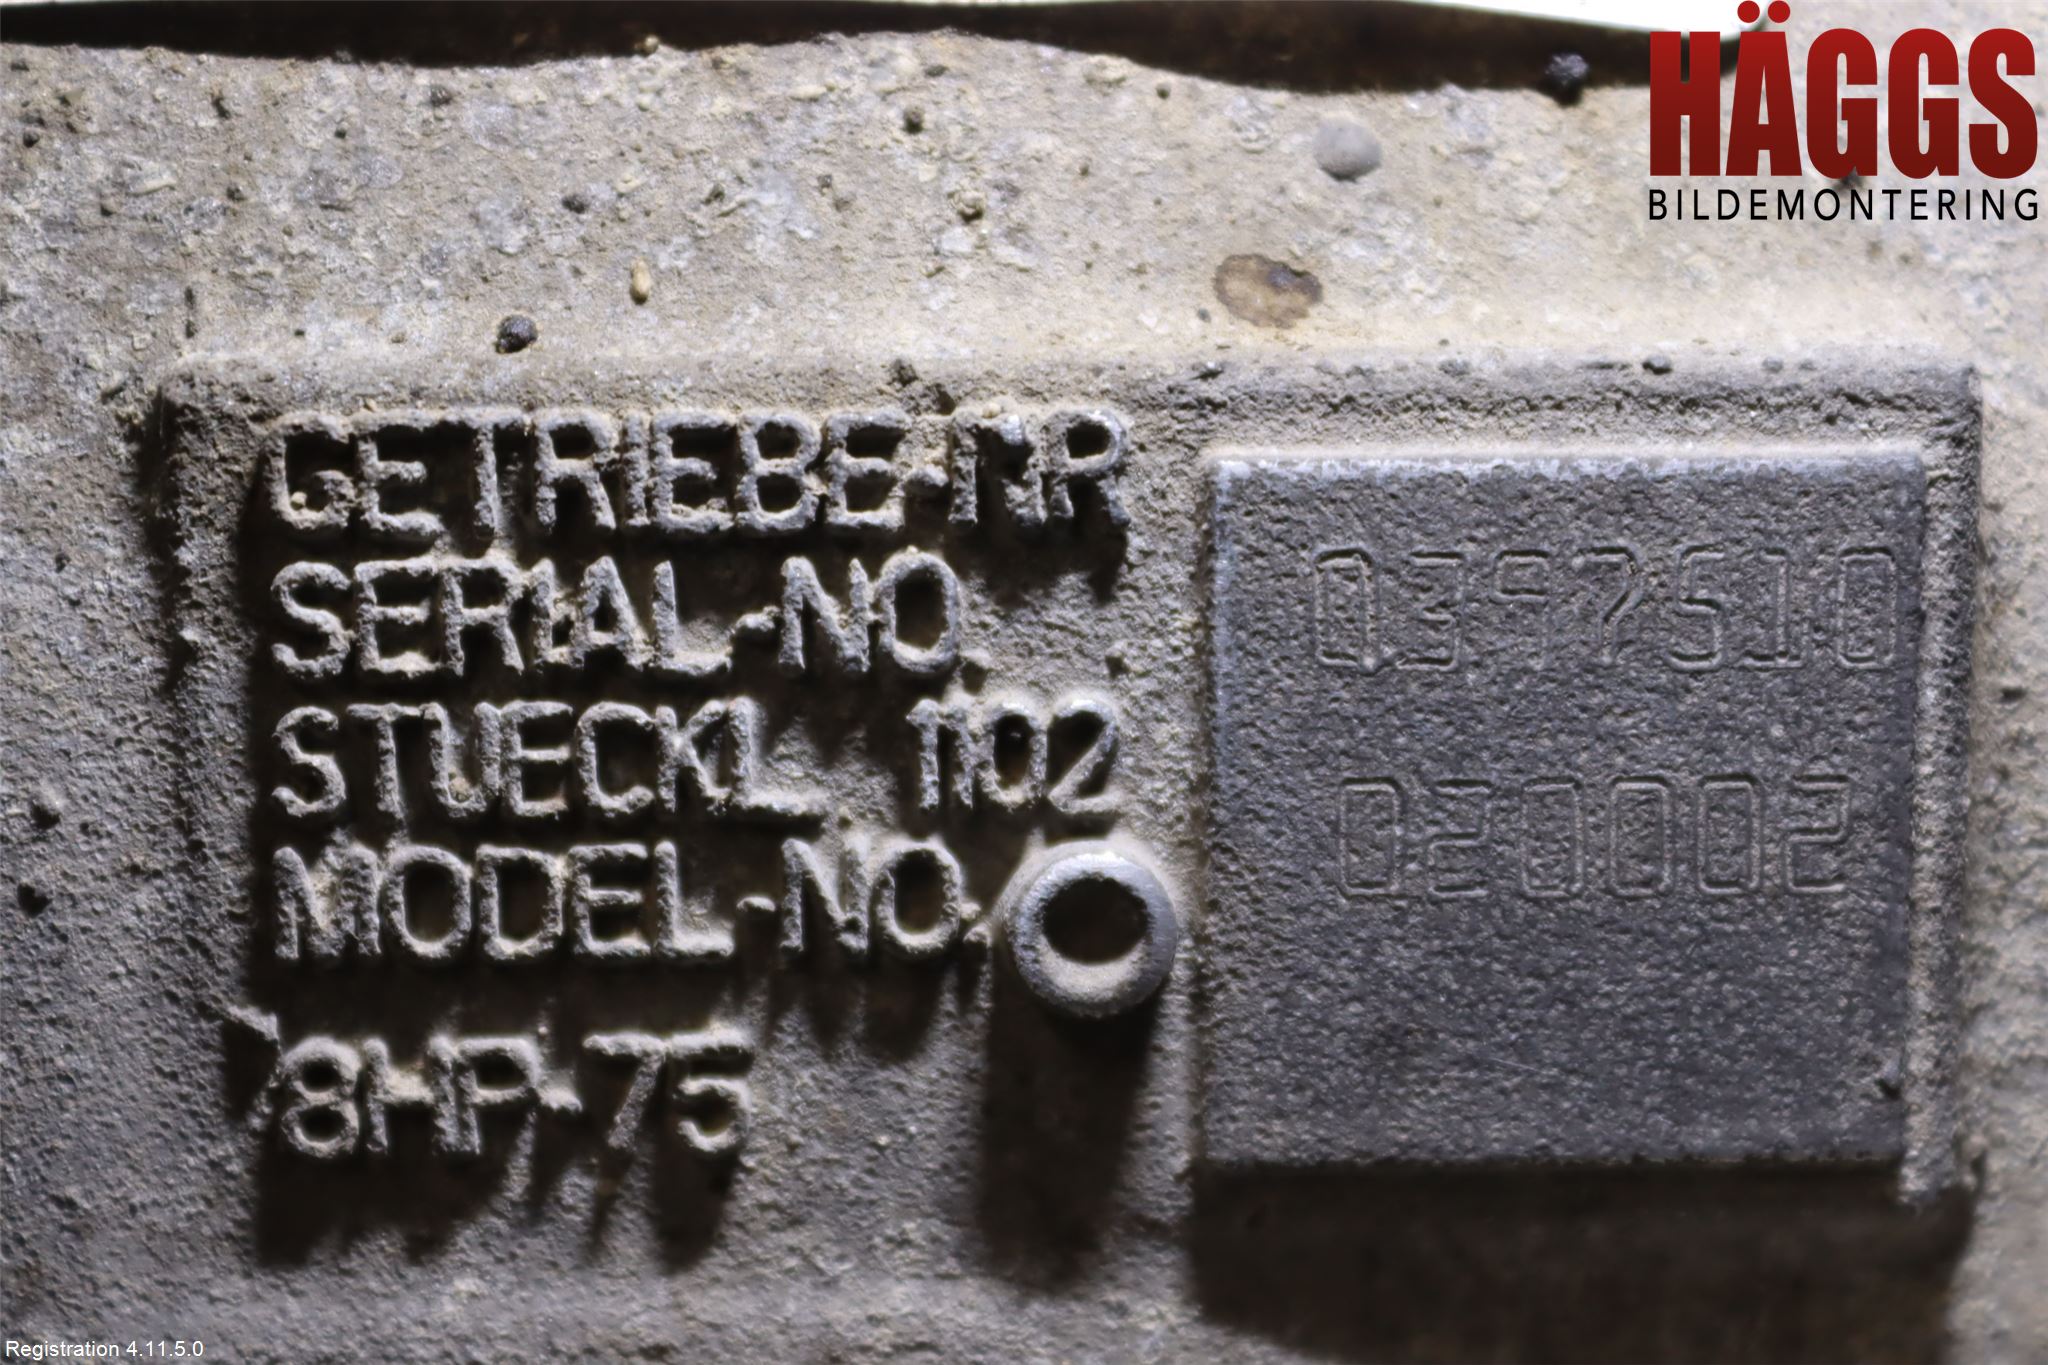 HÄGGS
BILDEMONTERING
GETRIEBE-NR
SERIAL-NO.
STUECKL 1102
MODEL-NO.
8HP-75
0397510
020002
Registration 4.11.5.0